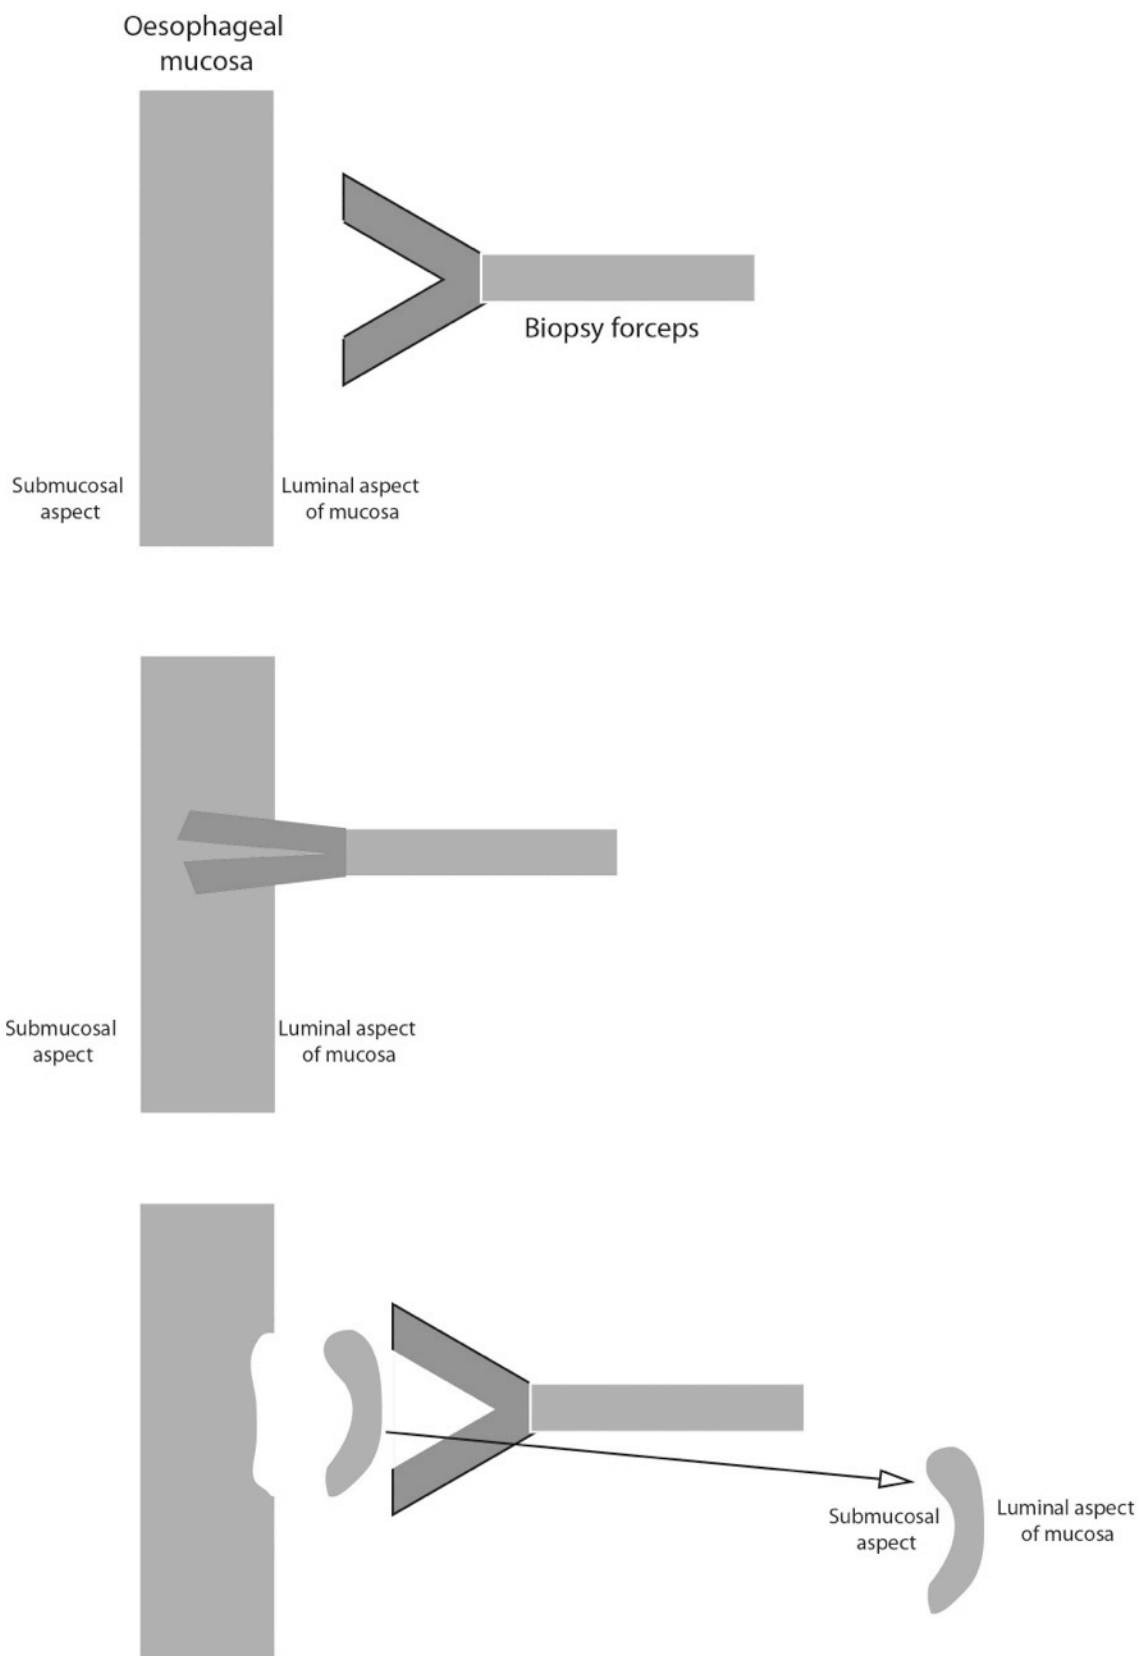 Oesophageal
mucosa
Biopsy forceps
Submucosal
aspect
Luminal aspect
of mucosa
Submucosal
aspect
Luminal aspect
of mucosa
Submucosal
aspect
Luminal aspect
of mucosa